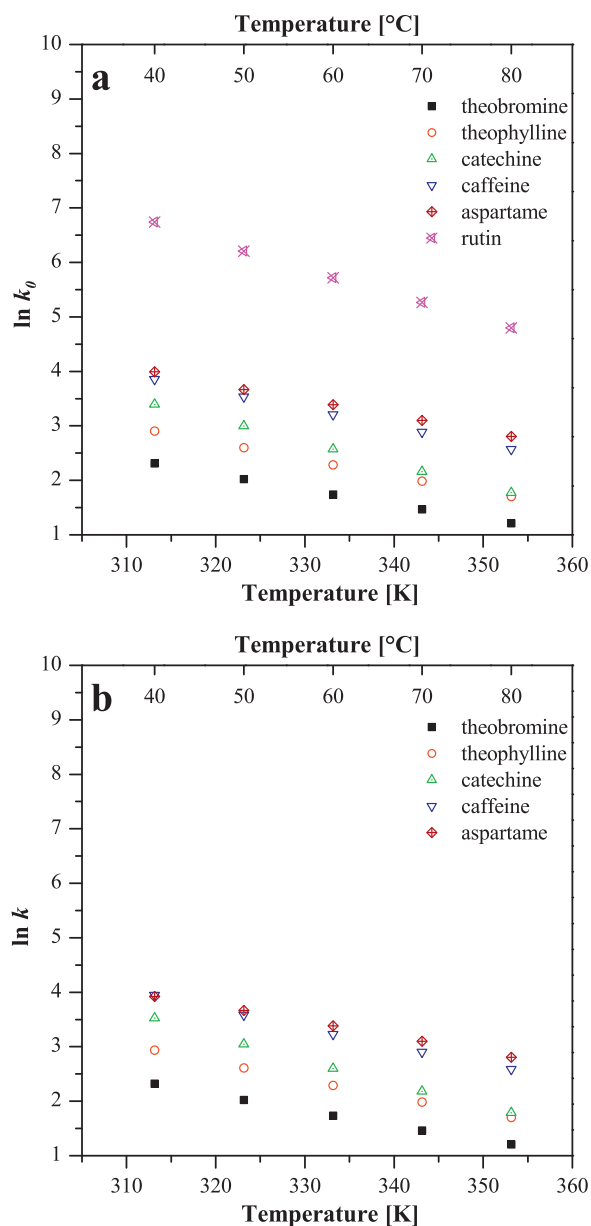 Temperature [°C]
a
40 50 60 70 80
10
9
8
7
6
5
4
3
2
1
ln k0
theobromine
theophylline
catechine
caffeine
aspartame
rutin
310 320 330 340 350 360
Temperature [K]
Temperature [°C]
b
40 50 60 70 80
10
9
8
7
6
5
4
3
2
1
ln k
theobromine
theophylline
catechine
caffeine
aspartame
310 320 330 340 350 360
Temperature [K]